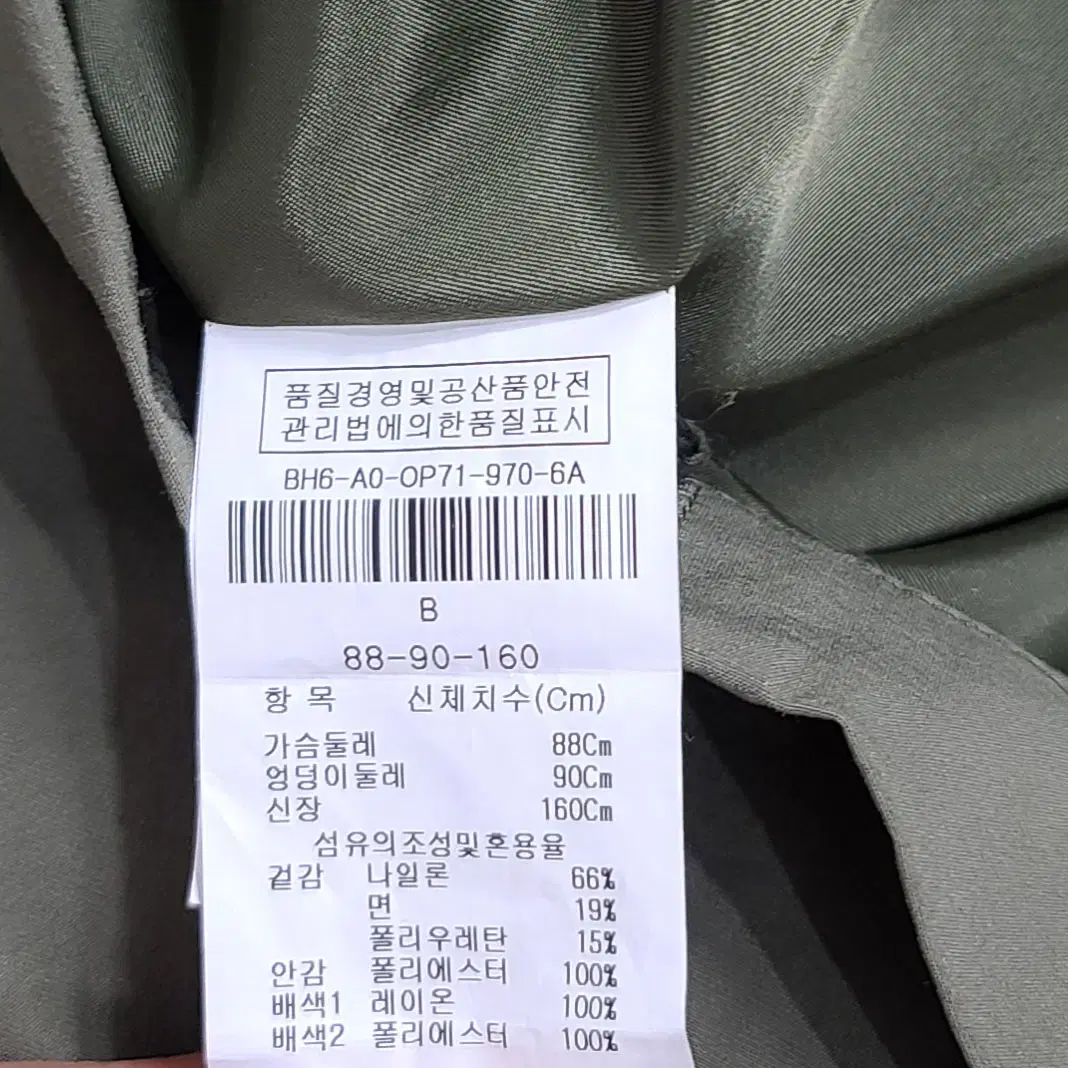 품질경영및공산품안전
관리법에의한품질표시
BH6-A0-OP71-970-6A
B
88-90-160
항 목 신체치수(Cm)
가슴둘레 88Cm
엉덩이둘레 90Cm
신장 160Cm
섬유의조성및혼용율
겉감 나일론 66%
면 19%
폴리우레탄 15%
안감 폴리에스터 100%
배색1 레이온 100%
배색2 폴리에스터 100%